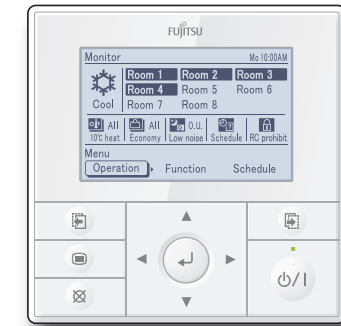 FUJITSU
Monitor Mo 10:00AM
Room 1 Room 2 Room 3
Room 4 Room 5 Room 6
Cool Room 7 Room 8
All All O.U.
10°C heat Economy Low noise Schedule RC prohibit
Menu
Operation Function Schedule